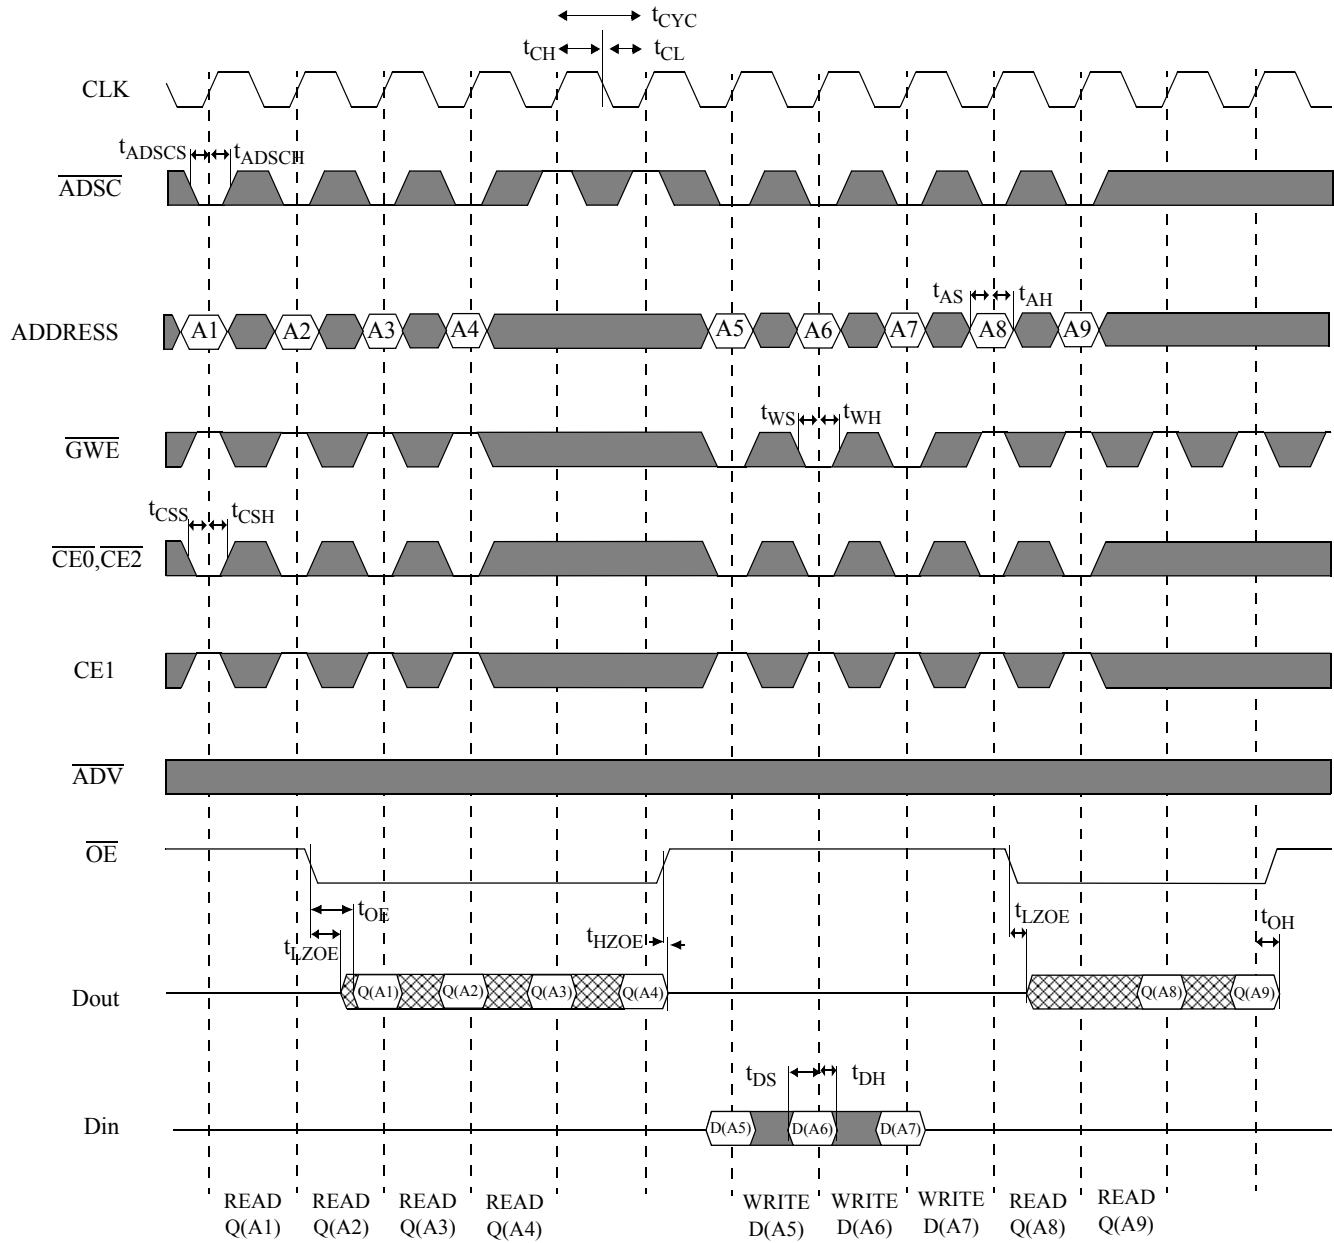 tCYC
tCH tCL
CLK
tADSCS tADSCH
ADSC
tAS tAH
ADDRESS A1 A2 A3 A4 A5 A6 A7 A8 A9
tWS tWH
GWE
tCSS tCSH
CE0,CE2
CE1
ADV
OE
tOE tLZOE tOH
tLZOE tHZOE
Dout Q(A1) Q(A2) Q(A3) Q(A4) Q(A8) Q(A9)
tDS tDH
Din D(A5) D(A6) D(A7)
READ READ READ READ WRITE WRITE WRITE READ READ
Q(A1) Q(A2) Q(A3) Q(A4) D(A5) D(A6) D(A7) Q(A8) Q(A9)